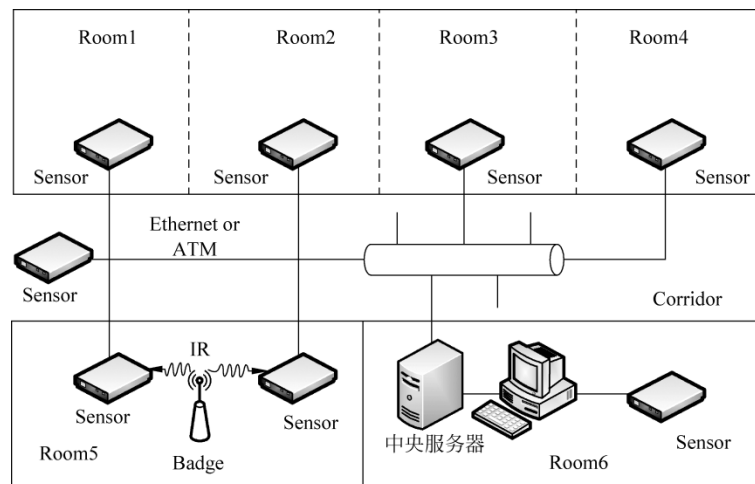 Room1
Room2
Room3
Room4
Sensor
Sensor
Sensor
Sensor
Ethernet or
ATM
Sensor
Corridor
IR
Sensor
Sensor
Room5
Badge
中央服务器
Sensor
Room6